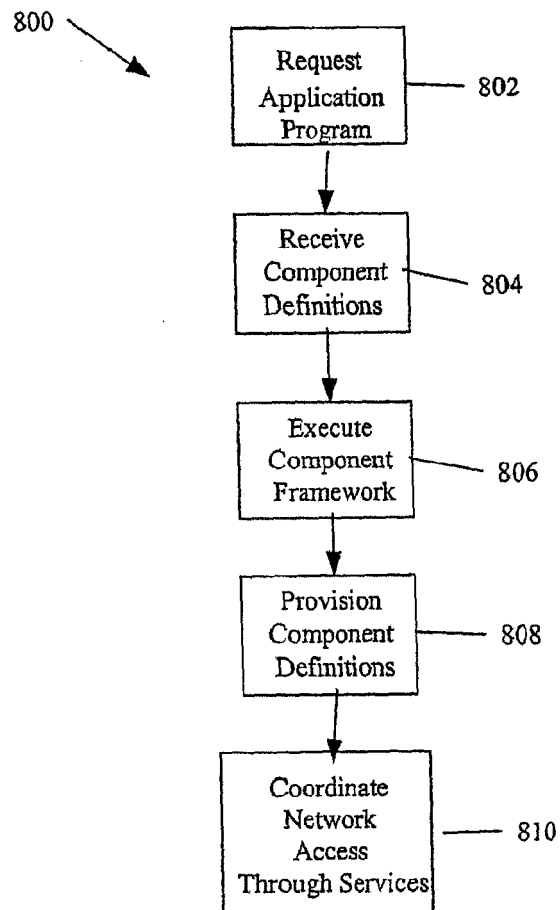 800
Request
Application
Program
802
Receive
Component
Definitions
804
Execute
Component
Framework
806
Provision
Component
Definitions
808
Coordinate
Network
Access
Through Services
810